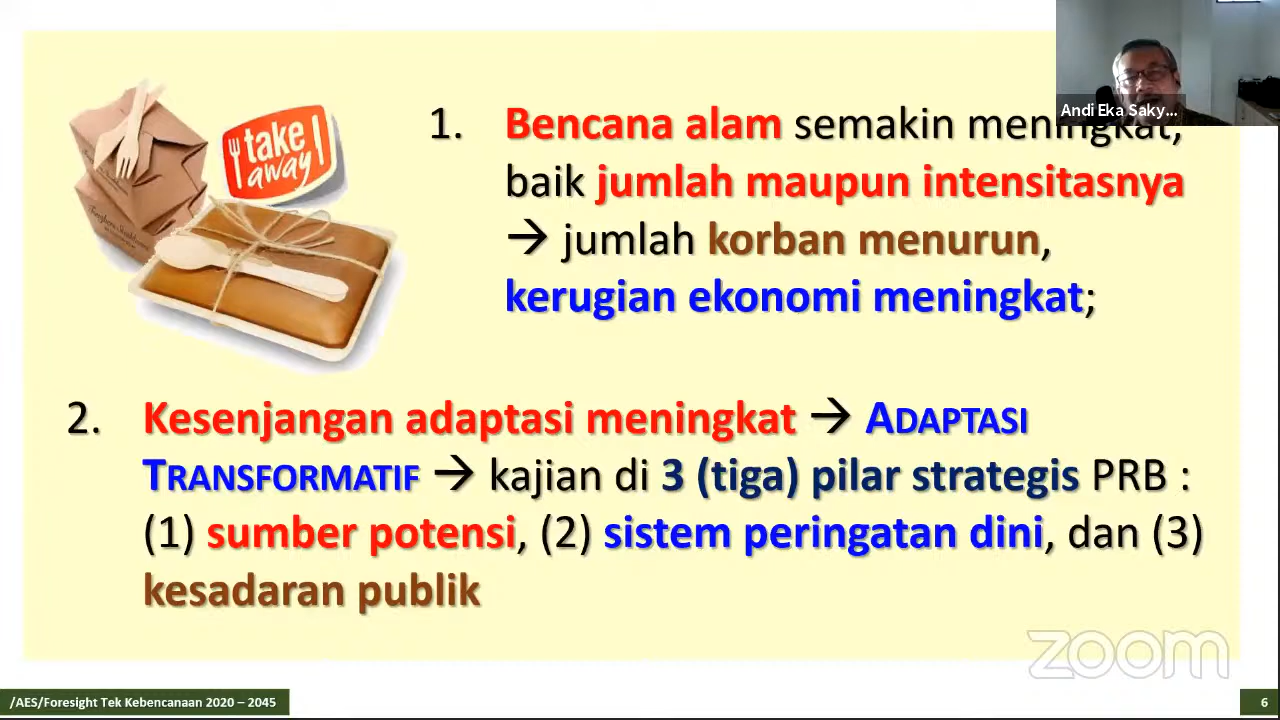 take away
Andi Eka Saky...
1. Bencana alam semakin meningkat,
baik jumlah maupun intensitasnya
→ jumlah korban menurun,
kerugian ekonomi meningkat;
2. Kesenjangan adaptasi meningkat → ADAPTASI
TRANSFORMATIF → kajian di 3 (tiga) pilar strategis PRB :
(1) sumber potensi, (2) sistem peringatan dini, dan (3)
kesadaran publik
zoom
/AES/Foresight Tek Kebencanaan 2020 – 2045
6